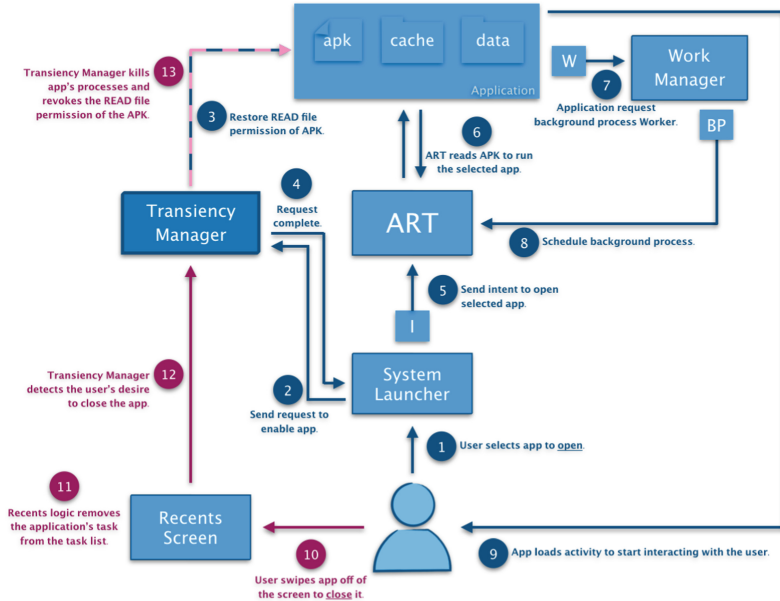 apk
cache
data
Application
W
Work
Manager
7
Application request
background process Worker.
BP
13
Transiency Manager kills
app's processes and
revokes the READ file
permission of the APK.
3
Restore READ file
permission of APK.
6
ART reads APK to run
the selected app.
4
Request
complete.
Transiency
Manager
ART
8
Schedule background process.
5
Send intent to open
selected app.
I
12
Transiency Manager
detects the user's desire
to close the app.
2
Send request to
enable app.
System
Launcher
1
User selects app to open.
11
Recents logic removes
the application's task
from the task list.
Recents
Screen
10
User swipes app off of
the screen to close it.
9
App loads activity to start interacting with the user.